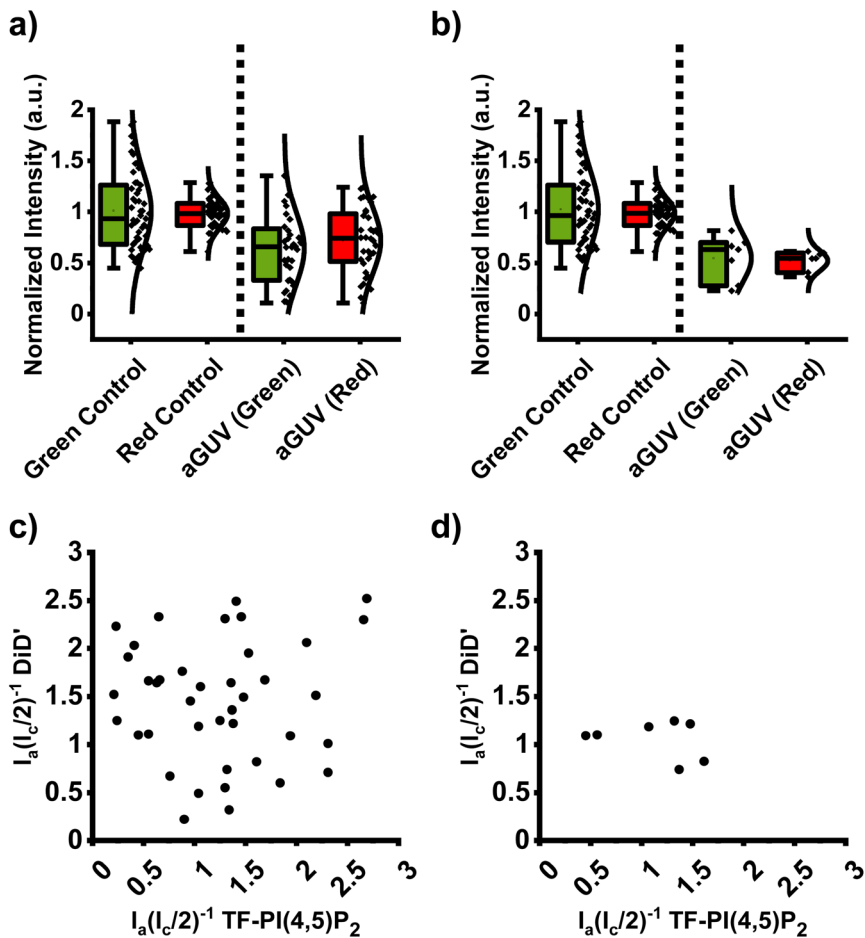 a)
Normalized Intensity (a.u.)
2
1.5
1
0.5
0
Green Control
Red Control
aGUV (Green)
aGUV (Red)
b)
Normalized Intensity (a.u.)
2
1.5
1
0.5
0
Green Control
Red Control
aGUV (Green)
aGUV (Red)
c)
Iₐ(I꜀/2)⁻¹ DiD'
3
2.5
2
1.5
1
0.5
0
0 0.5 1 1.5 2 2.5 3
Iₐ(I꜀/2)⁻¹ TF-PI(4,5)P₂
d)
Iₐ(I꜀/2)⁻¹ DiD'
3
2.5
2
1.5
1
0.5
0
0 0.5 1 1.5 2 2.5 3
Iₐ(I꜀/2)⁻¹ TF-PI(4,5)P₂